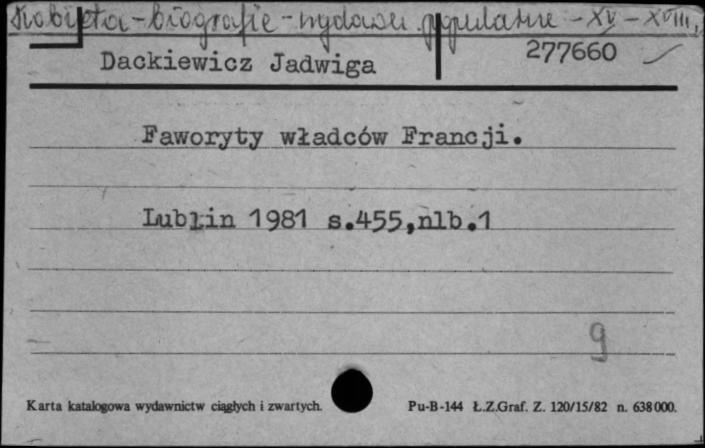 Kobieta - biografie - wydawn. popularne - XV - XVIII,
Dackiewicz Jadwiga
277660
Faworyty władców Francji.
Lublin 1981 s.455,nlb.1
9
Karta katalogowa wydawnictw ciągłych i zwartych.
Pu-B-144 Ł.Z.Graf. Z. 120/15/82 n. 638000.